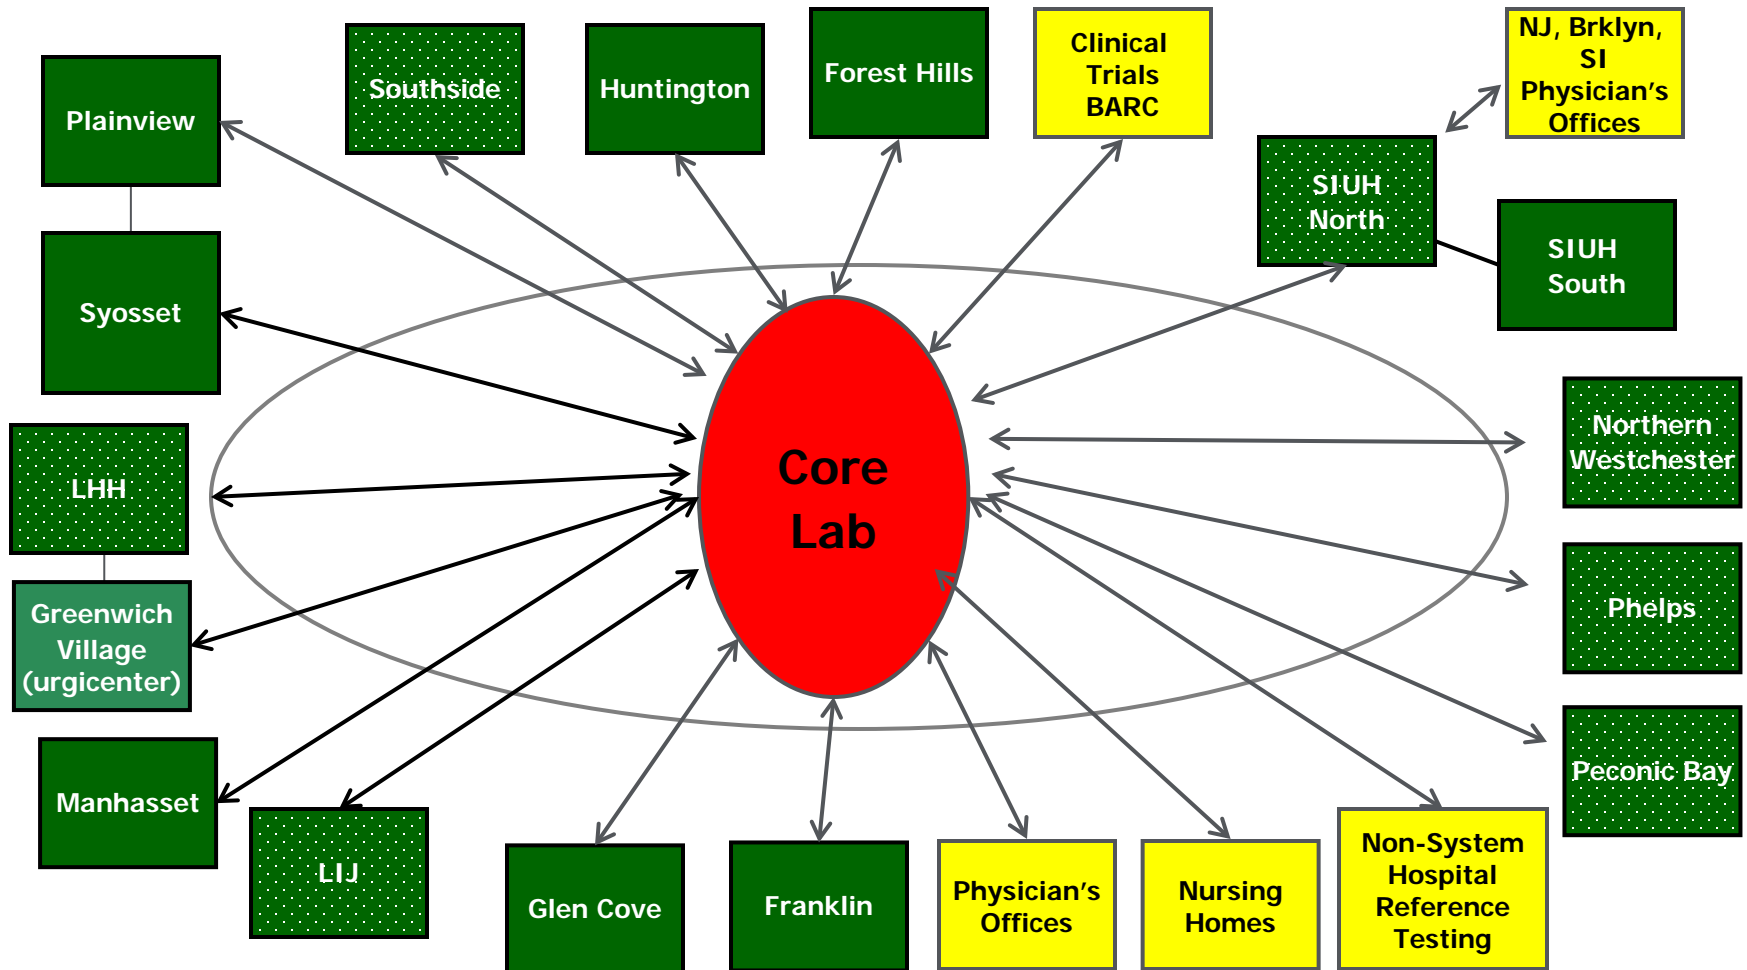 Plainview
Southside
Huntington
Forest Hills
Clinical
Trials
BARC
NJ, Brklyn,
SI
Physician's
Offices
SIUH
North
SIUH
South
Syosset
LHH
Greenwich
Village
(urgicenter)
Core
Lab
Northern
Westchester
Phelps
Peconic Bay
Manhasset
LIJ
Glen Cove
Franklin
Physician's
Offices
Nursing
Homes
Non-System
Hospital
Reference
Testing